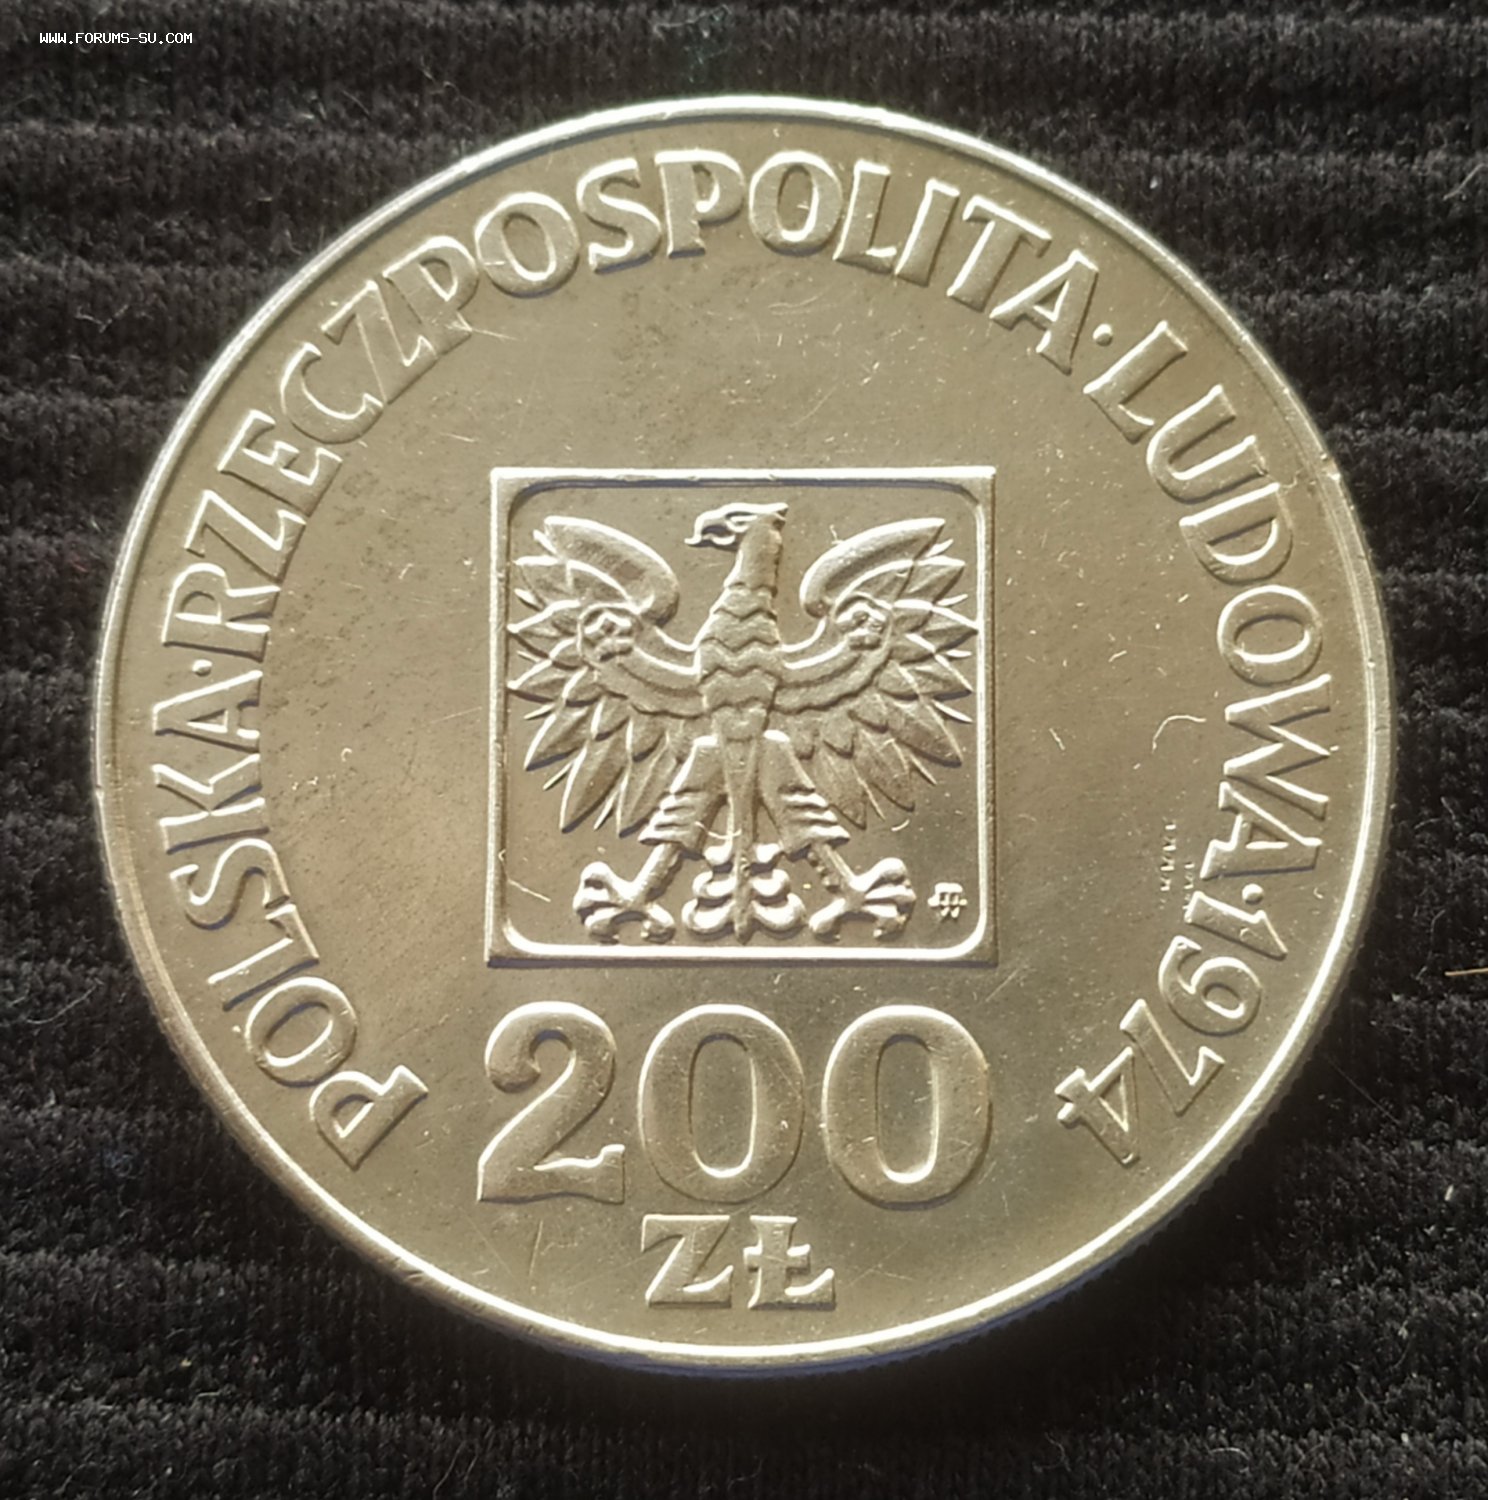 WWW.FORUMS-SU.COM
POLSKA·RZECZPOSPOLITA·LUDOWA·1974
200
ZŁ